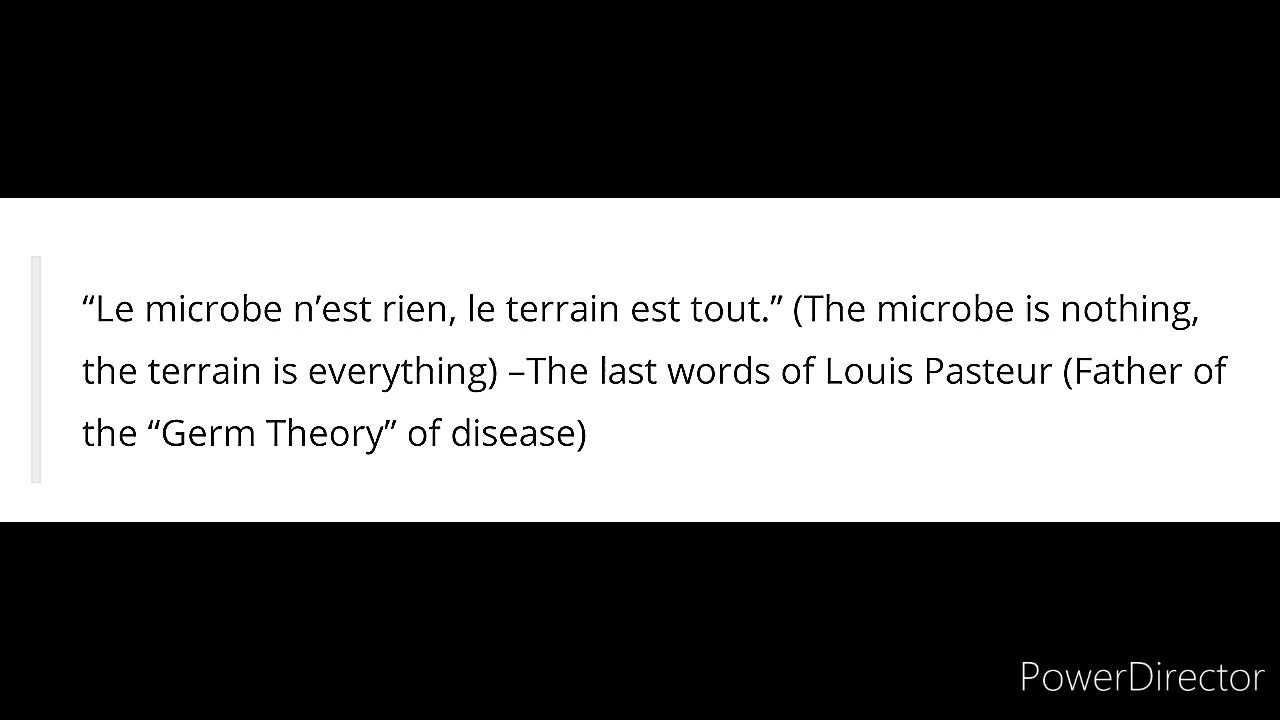 “Le microbe n’est rien, le terrain est tout.” (The microbe is nothing,
the terrain is everything) –The last words of Louis Pasteur (Father of
the “Germ Theory” of disease)
PowerDirector